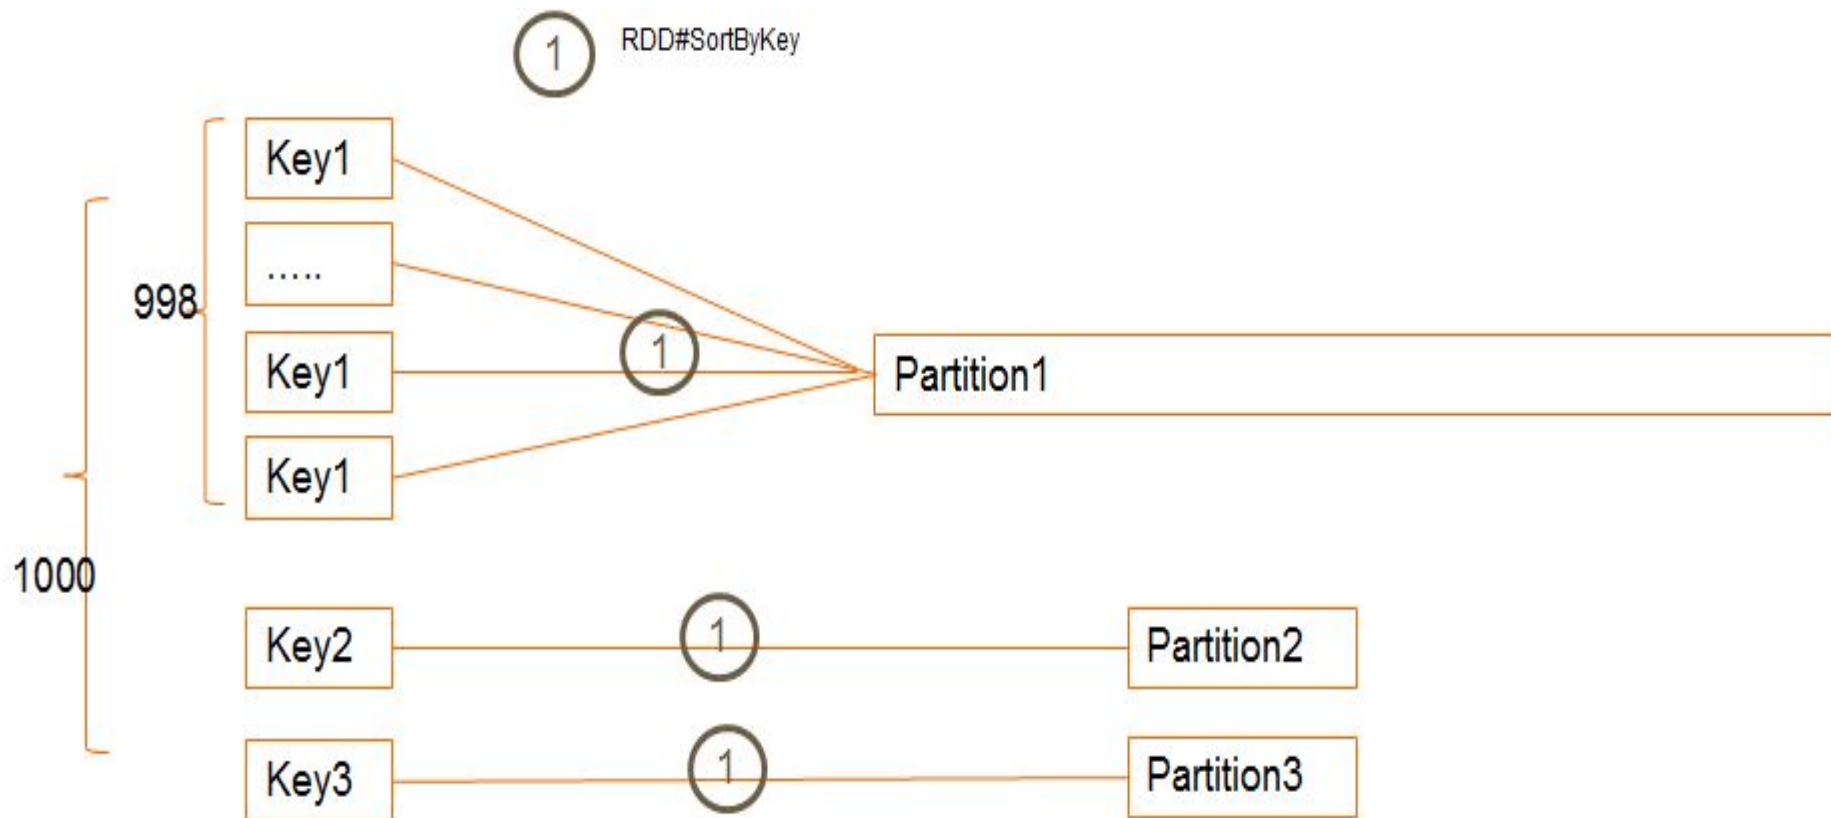 1
RDD#SortByKey
Key1
.....
998
1
Key1
Partition1
Key1
1000
Key2
1
Partition2
Key3
1
Partition3